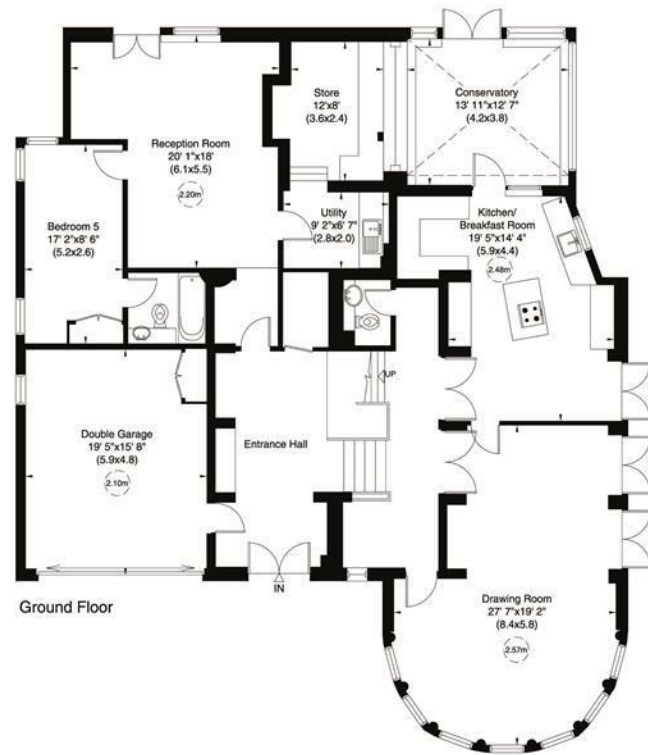 Store
12'x8'
(3.6x2.4)
Conservatory
13' 11"x12' 7"
(4.2x3.8)
Reception Room
20' 1"x18'
(6.1x5.5)
2.20m
Utility
9' 2"x6' 7"
(2.8x2.0)
Kitchen/
Breakfast Room
19' 5"x14' 4"
(5.9x4.4)
2.48m
Bedroom 5
17' 2"x8' 6"
(5.2x2.6)
UP
Double Garage
19' 5"x15' 8"
(5.9x4.8)
2.10m
Entrance Hall
IN
Ground Floor
Drawing Room
27' 7"x19' 2"
(8.4x5.8)
2.57m